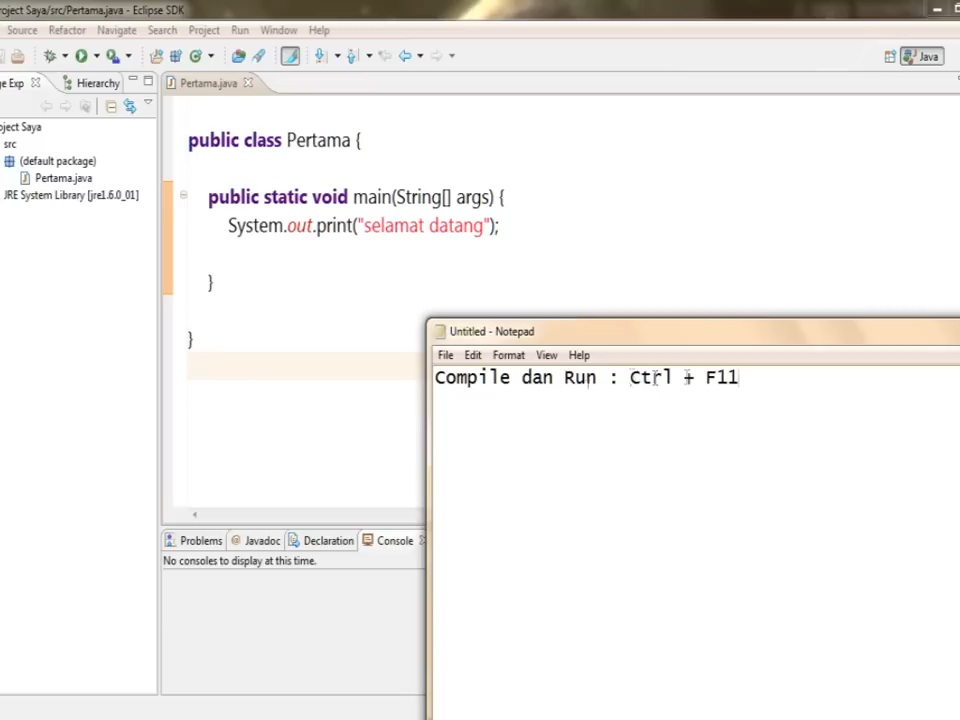 roject Saya/src/Pertama.java - Eclipse SDK
Source Refactor Navigate Search Project Run Window Help
Java
ge Exp Hierarchy
Pertama.java
oject Saya
src
(default package)
Pertama.java
JRE System Library [jre1.6.0_01]
public class Pertama {
public static void main(String[] args) {
System.out.print("selamat datang");
}
}
Untitled - Notepad
File Edit Format View Help
Compile dan Run : Ctrl + F11
Problems @ Javadoc Declaration Console
No consoles to display at this time.